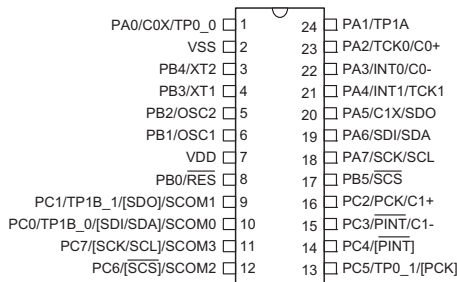 PA0/C0X/TP0_0 1 24 PA1/TP1A
VSS 2 23 PA2/TCK0/C0+
PB4/XT2 3 22 PA3/INT0/C0-
PB3/XT1 4 21 PA4/INT1/TCK1
PB2/OSC2 5 20 PA5/C1X/SDO
PB1/OSC1 6 19 PA6/SDI/SDA
VDD 7 18 PA7/SCK/SCL
PB0/RES 8 17 PB5/SCS
PC1/TP1B_1/[SDO]/SCOM1 9 16 PC2/PCK/C1+
PC0/TP1B_0/[SDI/SDA]/SCOM0 10 15 PC3/PINT/C1-
PC7/[SCK/SCL]/SCOM3 11 14 PC4/[PINT]
PC6/[SCS]/SCOM2 12 13 PC5/TP0_1/[PCK]